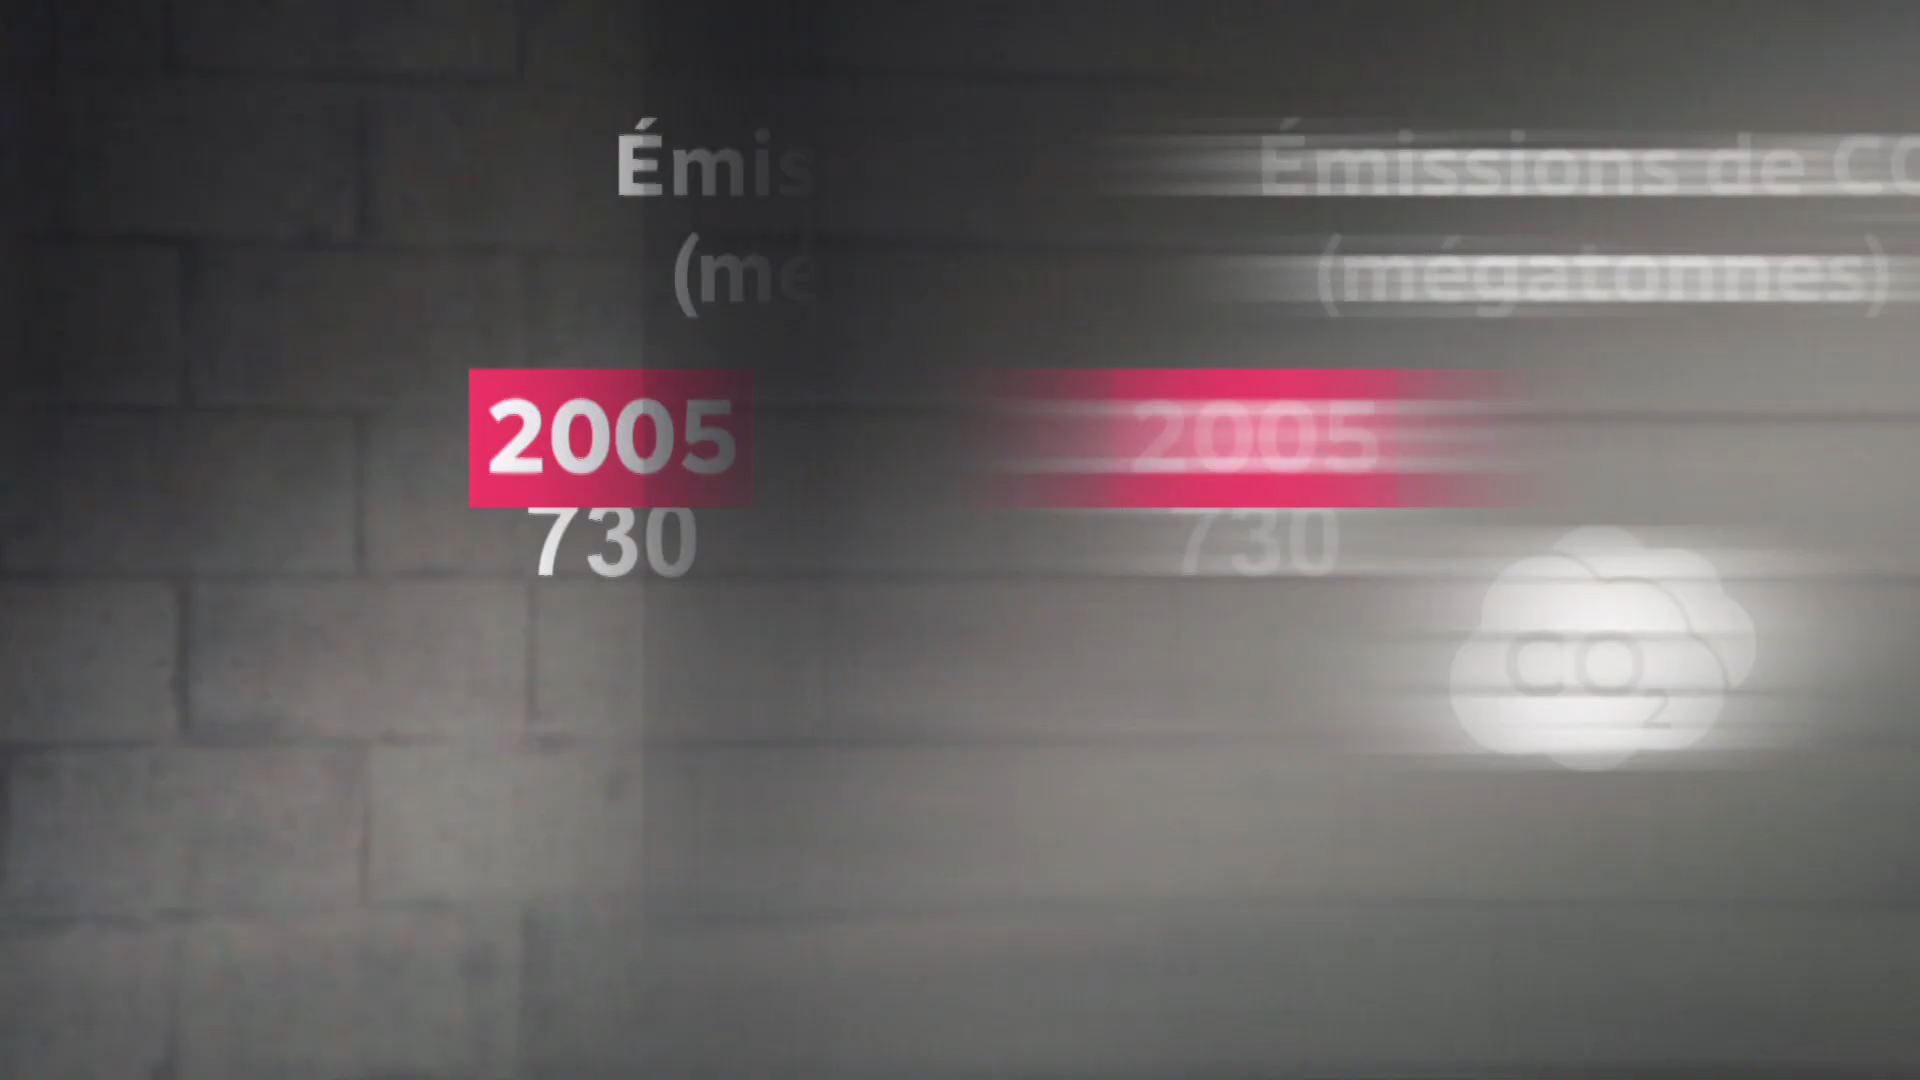 Émis
(mé
2005
730
Émissions de CO
(mégatonnes)
2005
730
CO2